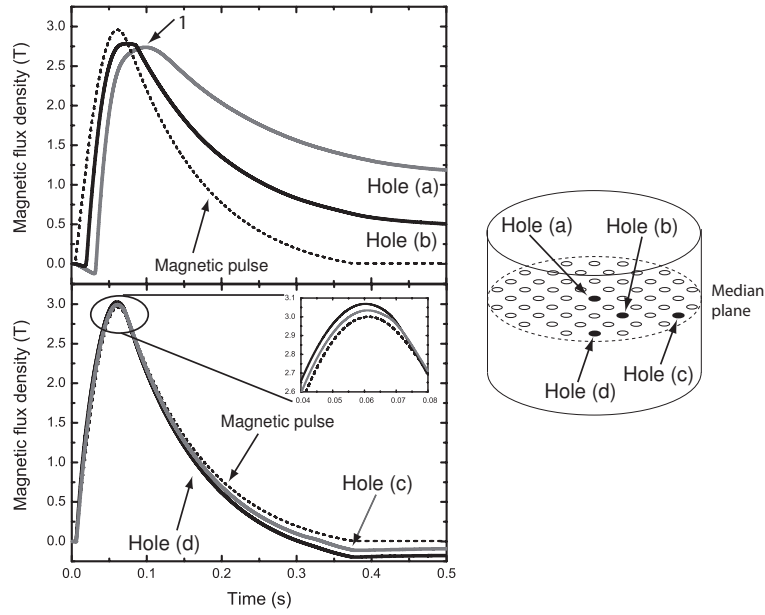 1
3.0
2.5
2.0
1.5
1.0
0.5
0.0
Magnetic flux density (T)
Hole (a)
Hole (b)
Magnetic pulse
3.0
2.5
2.0
1.5
1.0
0.5
0.0
Magnetic flux density (T)
3.1
3.0
2.9
2.8
2.7
2.6
0.04
0.05
0.06
0.07
0.08
Magnetic pulse
Hole (c)
Hole (d)
0.0
0.1
0.2
0.3
0.4
0.5
Time (s)
Hole (a)
Hole (b)
Median
plane
Hole (c)
Hole (d)